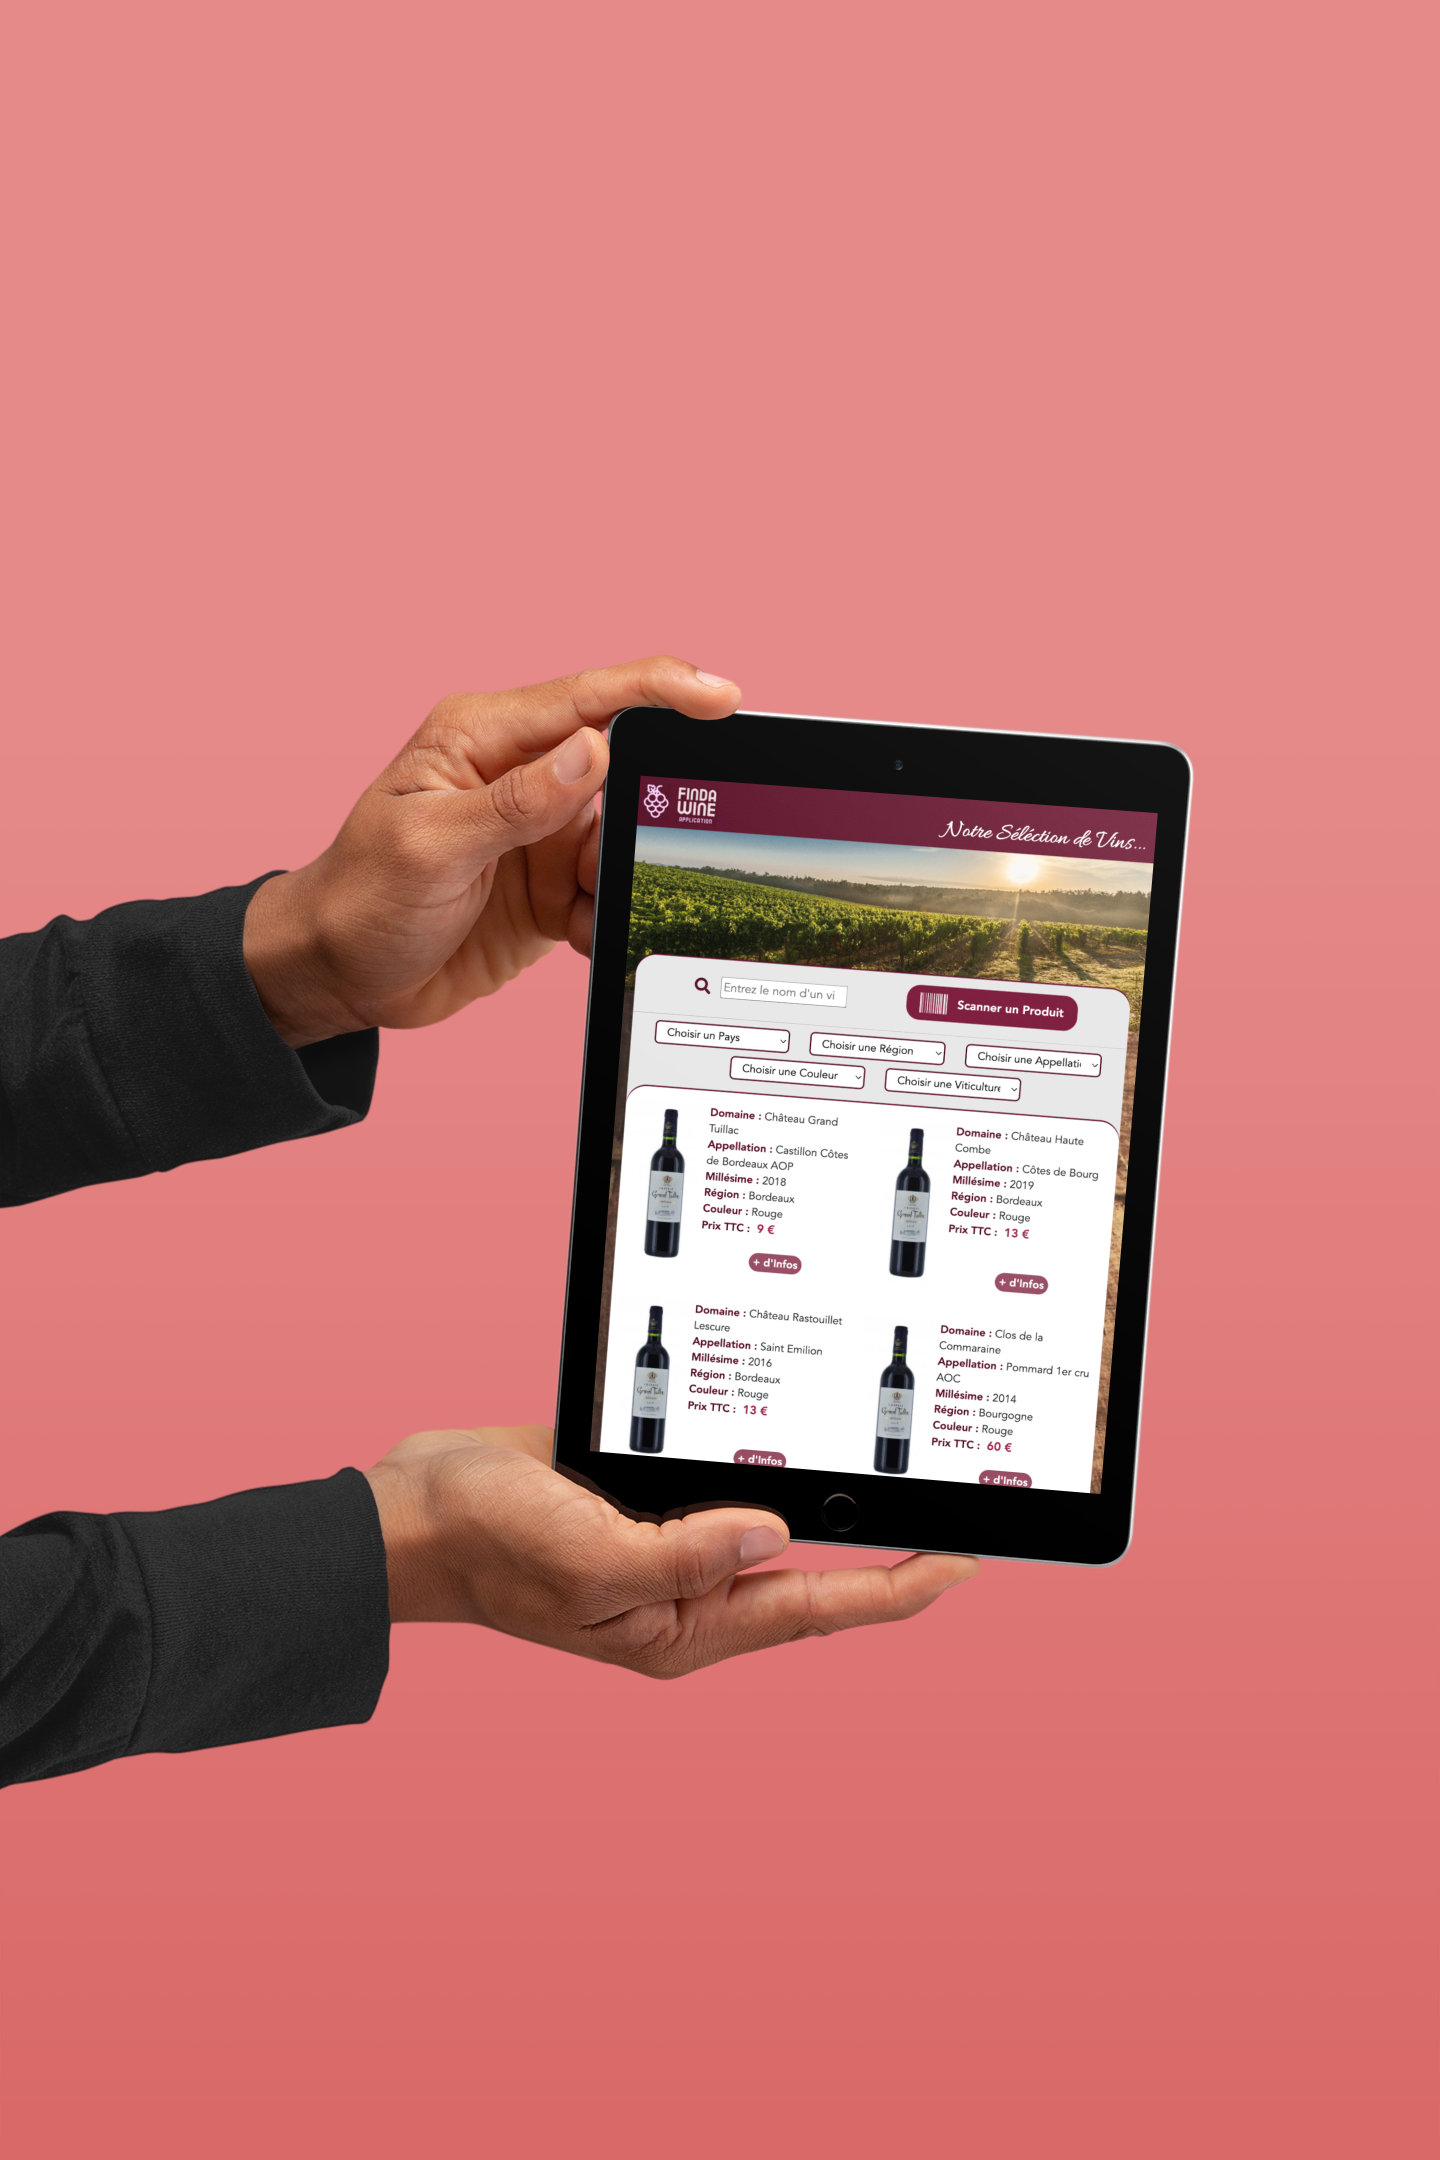 FINDA
WINE
APPLICATION
Notre Séléction de Vins...
Entrez le nom d'un vi
Scanner un Produit
Choisir un Pays
Choisir une Région
Choisir une Appellati
Choisir une Couleur
Choisir une Viticulture
Domaine : Château Grand
Tuillac
Appellation : Castillon Côtes
de Bordeaux AOP
Millésime : 2018
Région : Bordeaux
Couleur : Rouge
Prix TTC : 9 €
+ d'Infos
Domaine : Château Haute
Combe
Appellation : Côtes de Bourg
Millésime : 2019
Région : Bordeaux
Couleur : Rouge
Prix TTC : 13 €
+ d'Infos
Domaine : Château Rastouillet
Lescure
Appellation : Saint Emilion
Millésime : 2016
Région : Bordeaux
Couleur : Rouge
Prix TTC : 13 €
+ d'Infos
Domaine : Clos de la
Commaraine
Appellation : Pommard 1er cru
AOC
Millésime : 2014
Région : Bourgogne
Couleur : Rouge
Prix TTC : 60 €
+ d'Infos